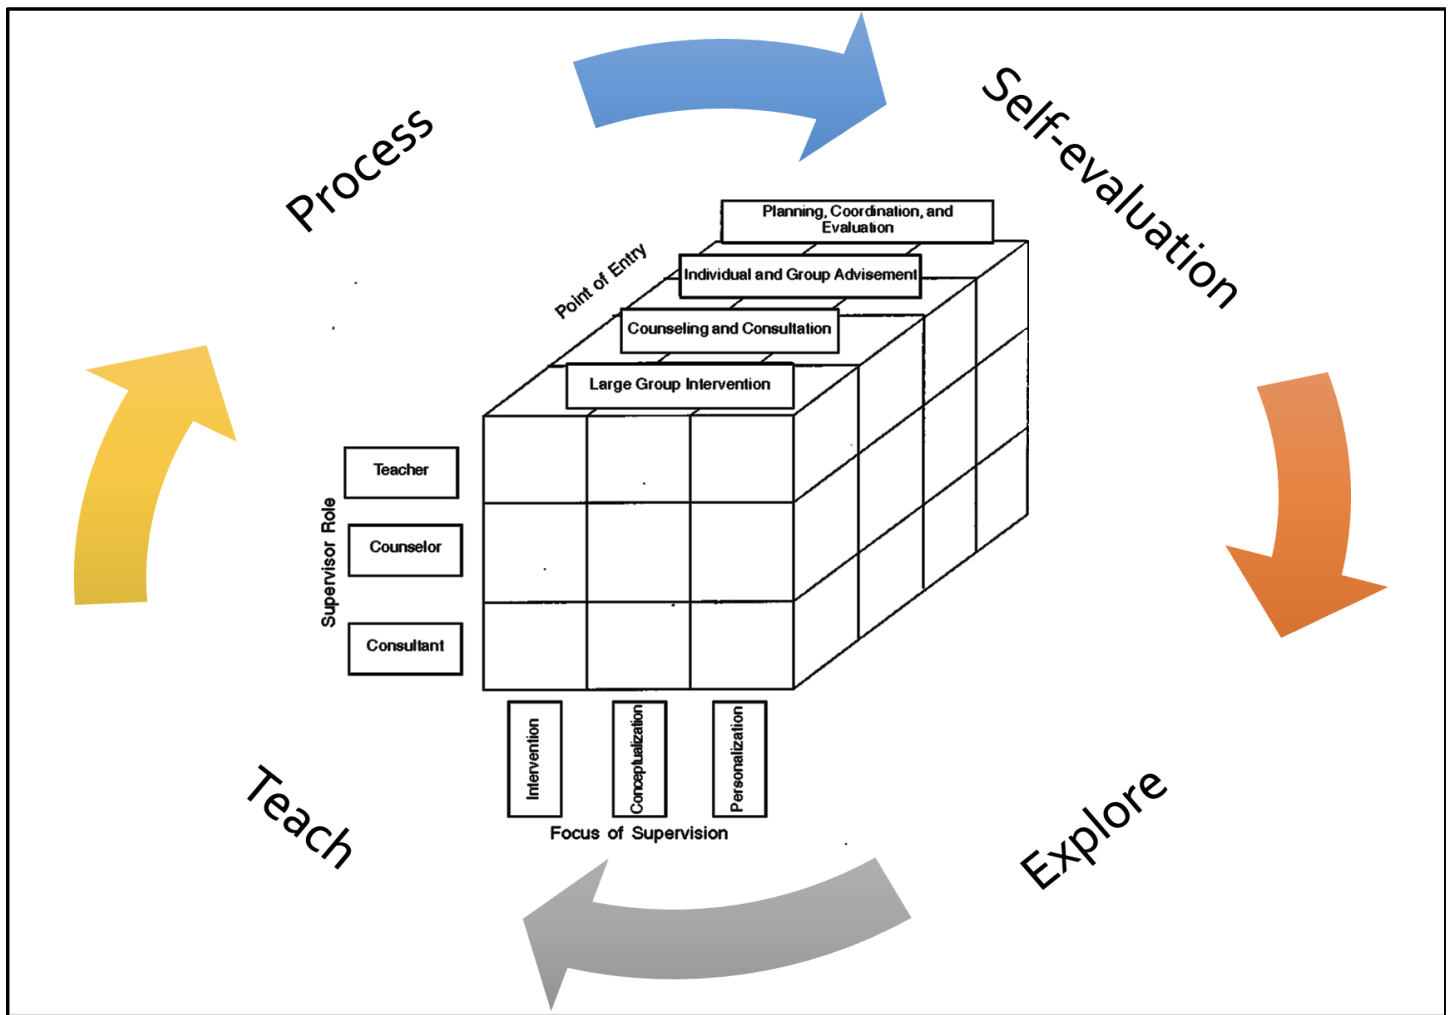 Process
Self-evaluation
Planning, Coordination, and
Evaluation
Point of Entry
Individual and Group Advisement
Counseling and Consultation
Large Group Intervention
Teacher
Supervisor Role
Counselor
Consultant
Intervention
Conceptualization
Personalization
Focus of Supervision
Teach
Explore